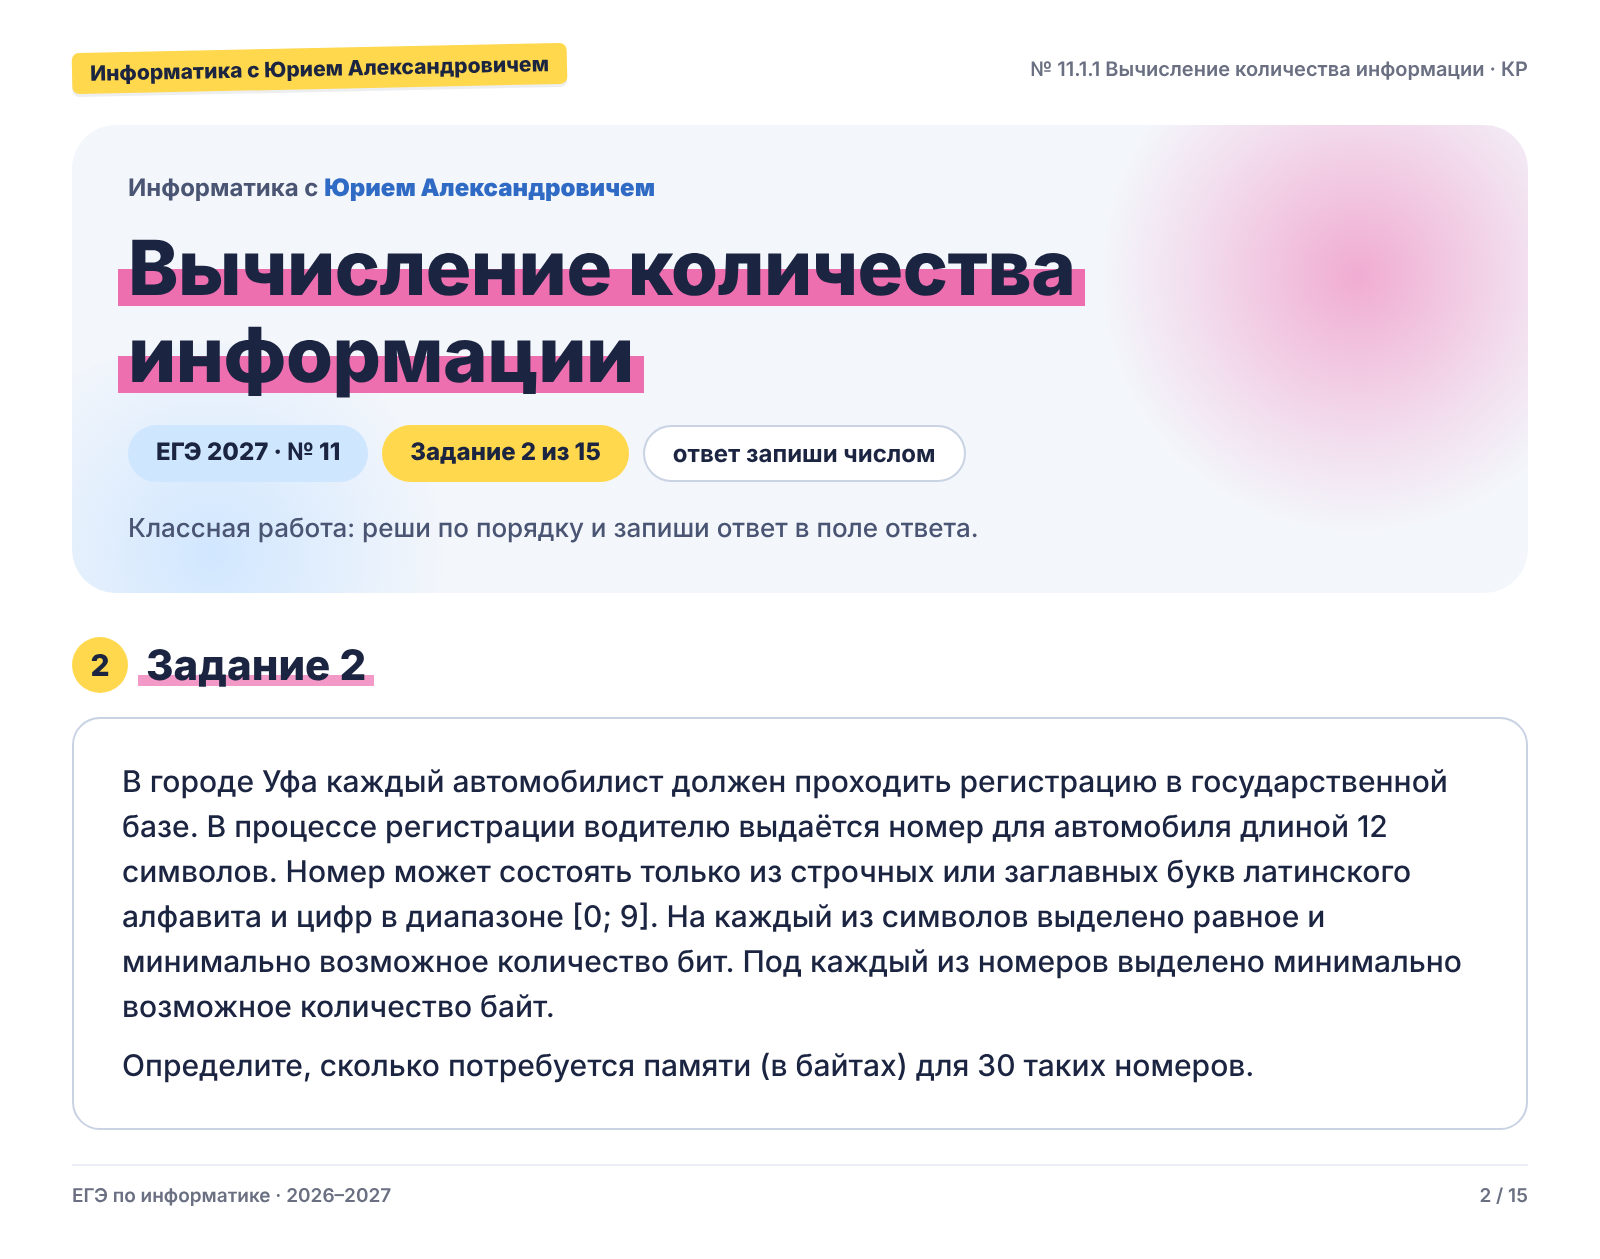 Информатика с Юрием Александровичем
№ 11.1.1 Вычисление количества информации · КР
Информатика с Юрием Александровичем
Вычисление количества
информации
ЕГЭ 2027 · № 11
Задание 2 из 15
ответ запиши числом
Классная работа: реши по порядку и запиши ответ в поле ответа.
2 Задание 2
В городе Уфа каждый автомобилист должен проходить регистрацию в государственной
базе. В процессе регистрации водителю выдаётся номер для автомобиля длиной 12
символов. Номер может состоять только из строчных или заглавных букв латинского
алфавита и цифр в диапазоне [0; 9]. На каждый из символов выделено равное и
минимально возможное количество бит. Под каждый из номеров выделено минимально
возможное количество байт.
Определите, сколько потребуется памяти (в байтах) для 30 таких номеров.
ЕГЭ по информатике · 2026–2027
2 / 15